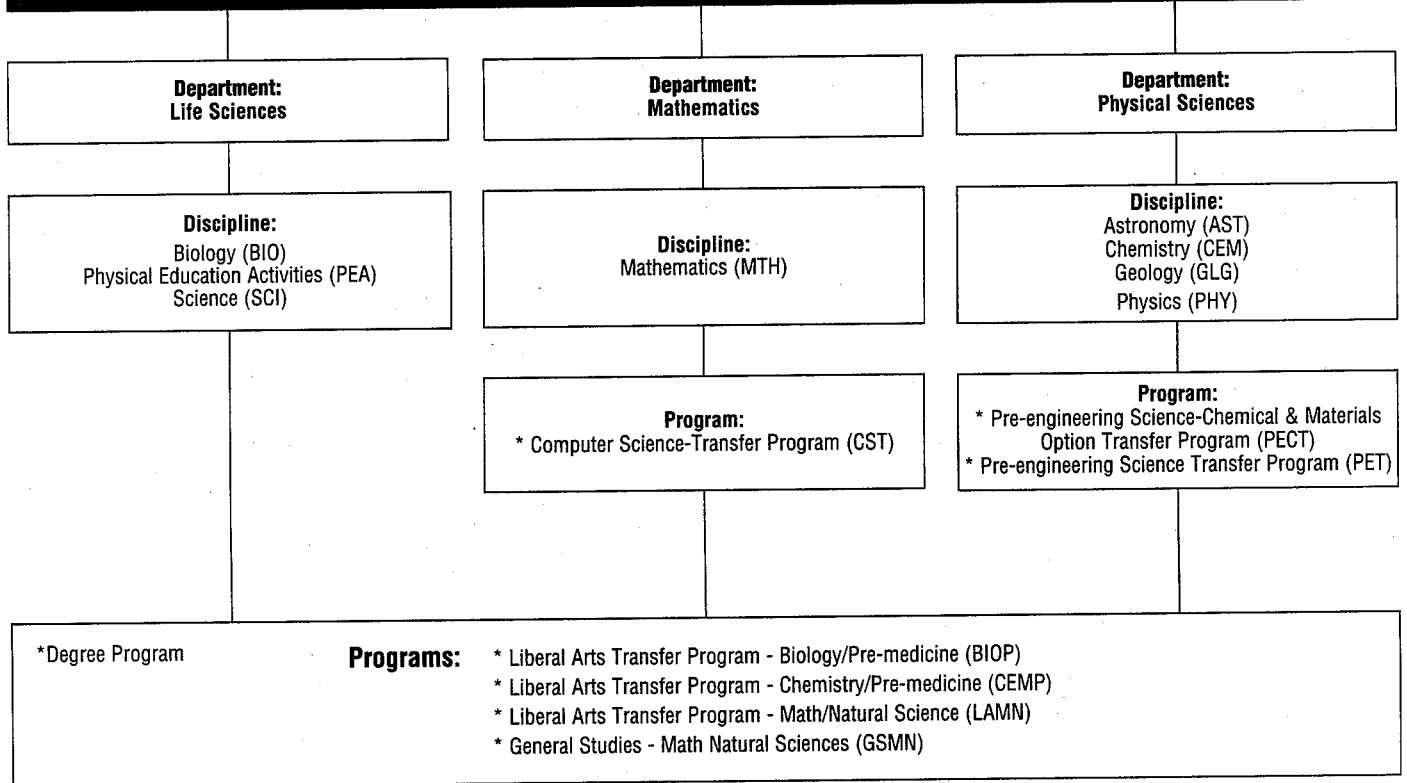 Department:
Life Sciences
Department:
Mathematics
Department:
Physical Sciences
Discipline:
Biology (BIO)
Physical Education Activities (PEA)
Science (SCI)
Discipline:
Mathematics (MTH)
Discipline:
Astronomy (AST)
Chemistry (CEM)
Geology (GLG)
Physics (PHY)
Program:
* Computer Science-Transfer Program (CST)
Program:
* Pre-engineering Science-Chemical & Materials
Option Transfer Program (PECT)
* Pre-engineering Science Transfer Program (PET)
*Degree Program
Programs:
* Liberal Arts Transfer Program - Biology/Pre-medicine (BIOP)
* Liberal Arts Transfer Program - Chemistry/Pre-medicine (CEMP)
* Liberal Arts Transfer Program - Math/Natural Science (LAMN)
* General Studies - Math Natural Sciences (GSMN)